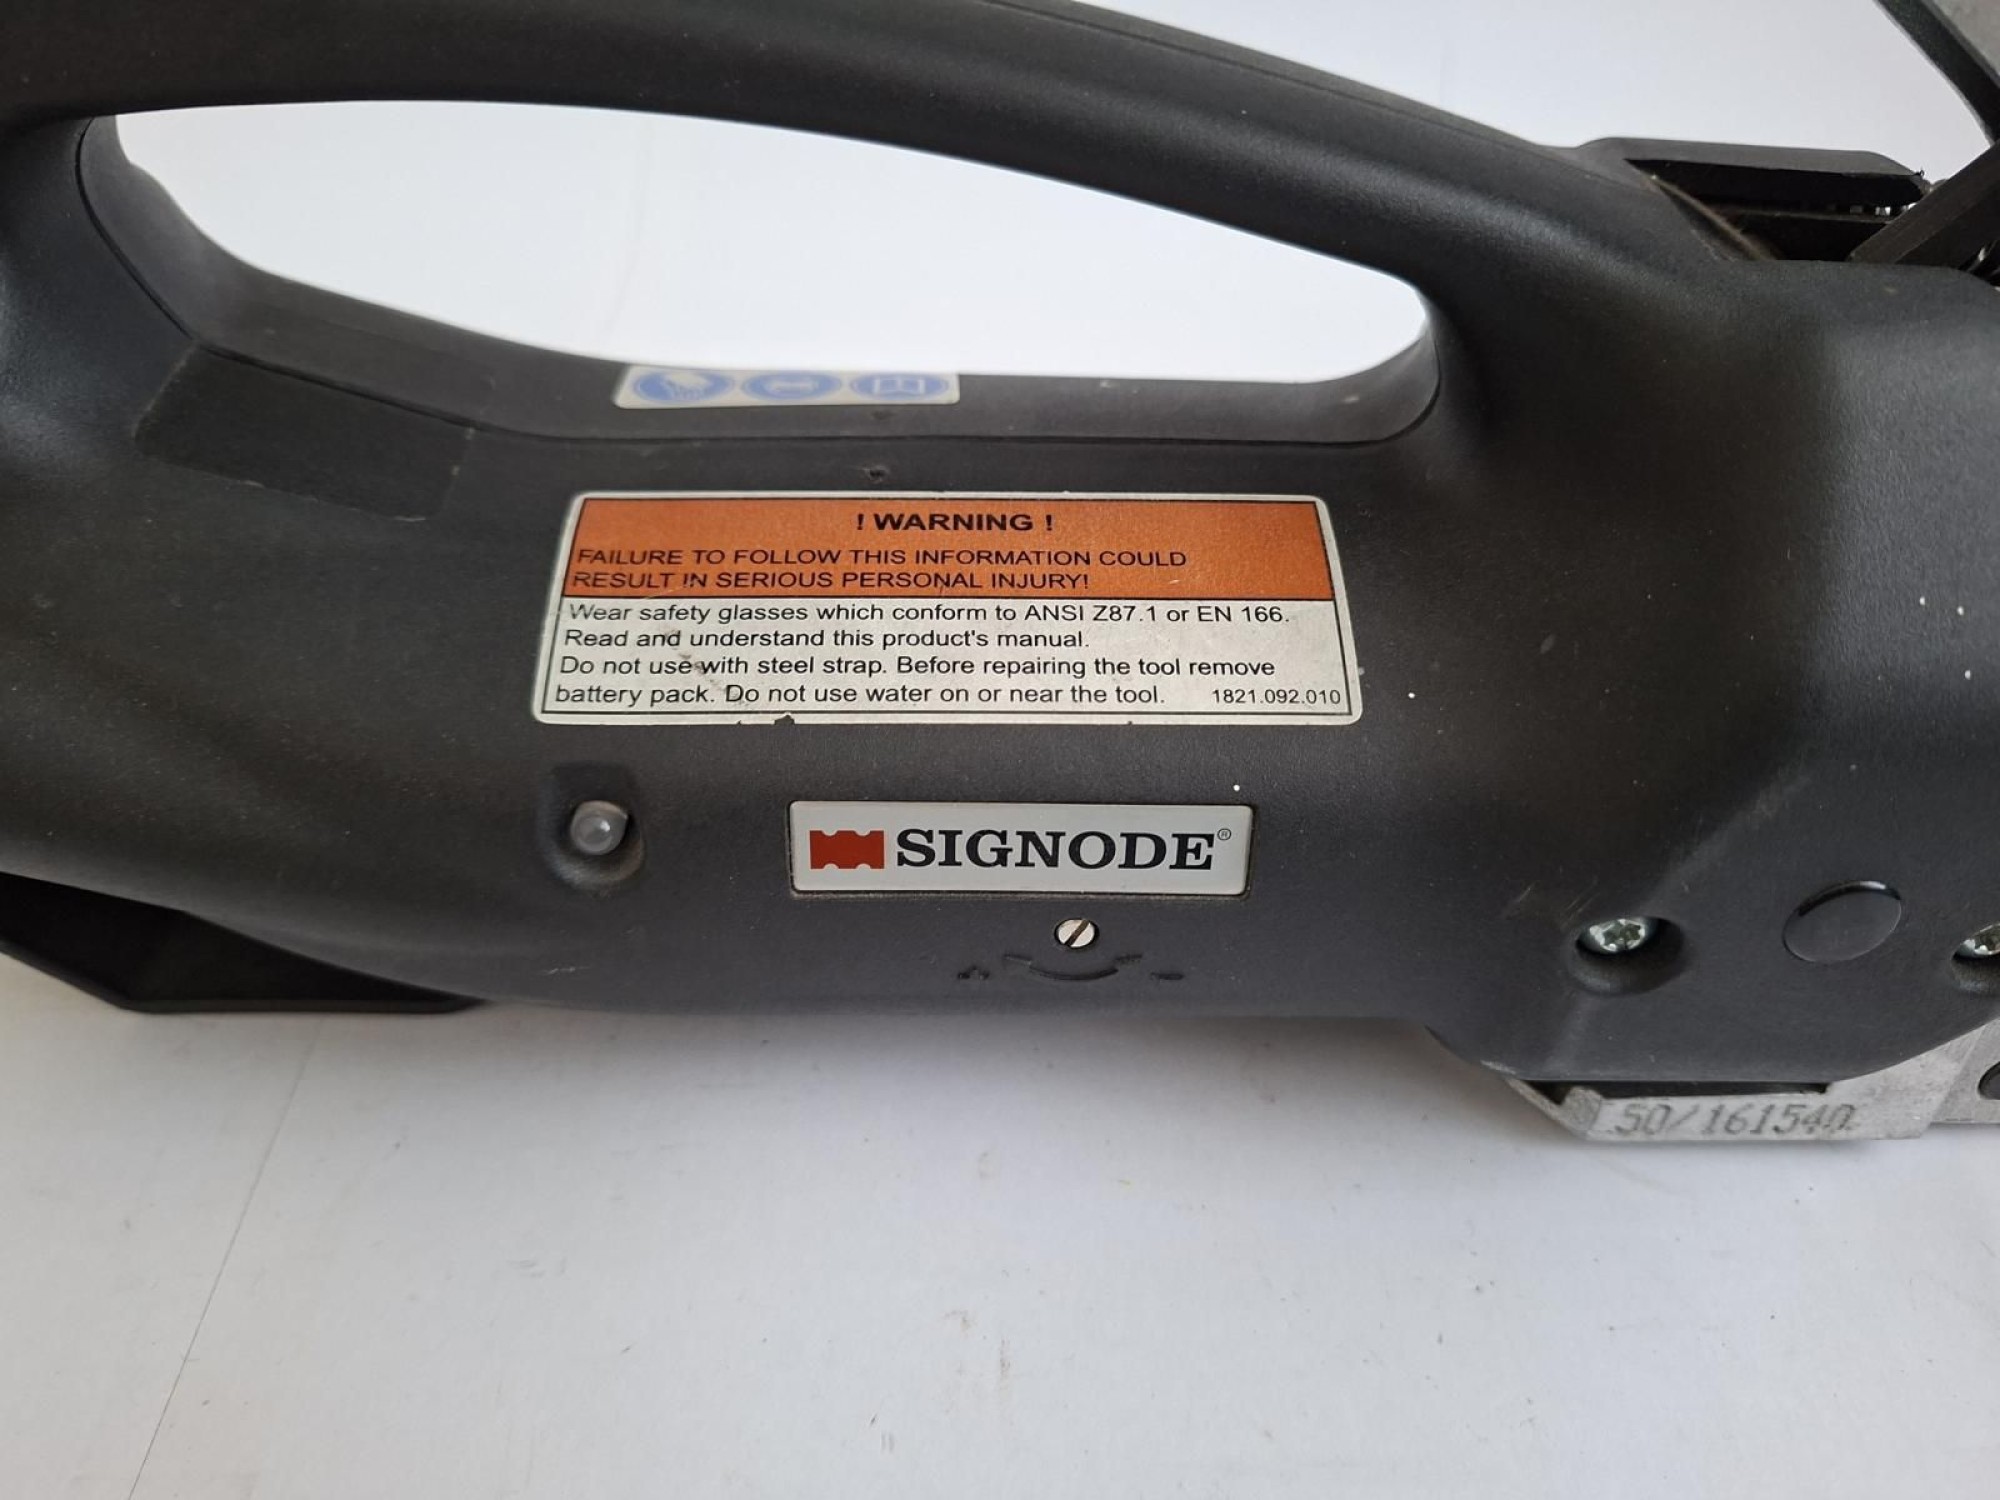 ! WARNING !
FAILURE TO FOLLOW THIS INFORMATION COULD
RESULT IN SERIOUS PERSONAL INJURY!
Wear safety glasses which conform to ANSI Z87.1 or EN 166.
Read and understand this product's manual.
Do not use with steel strap. Before repairing the tool remove
battery pack. Do not use water on or near the tool. 1821.092.010
SIGNODE®
+ -
50/161540